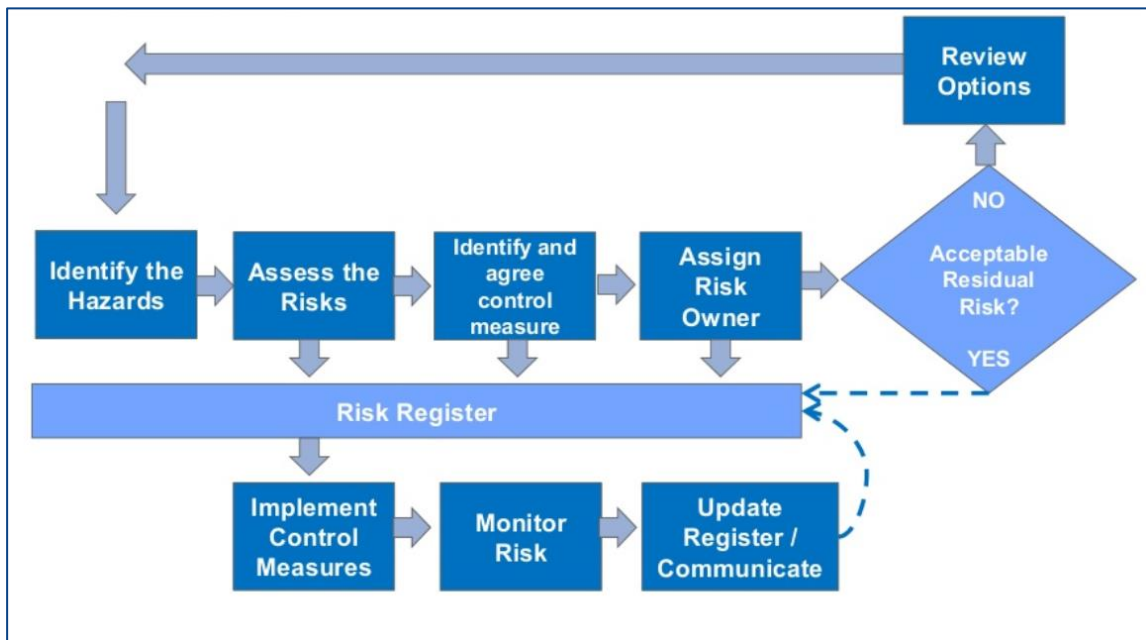 Review
Options
NO
Acceptable
Residual
Risk?
YES
Identify the
Hazards
Assess the
Risks
Identify and
agree
control
measure
Assign
Risk
Owner
Risk Register
Implement
Control
Measures
Monitor
Risk
Update
Register /
Communicate